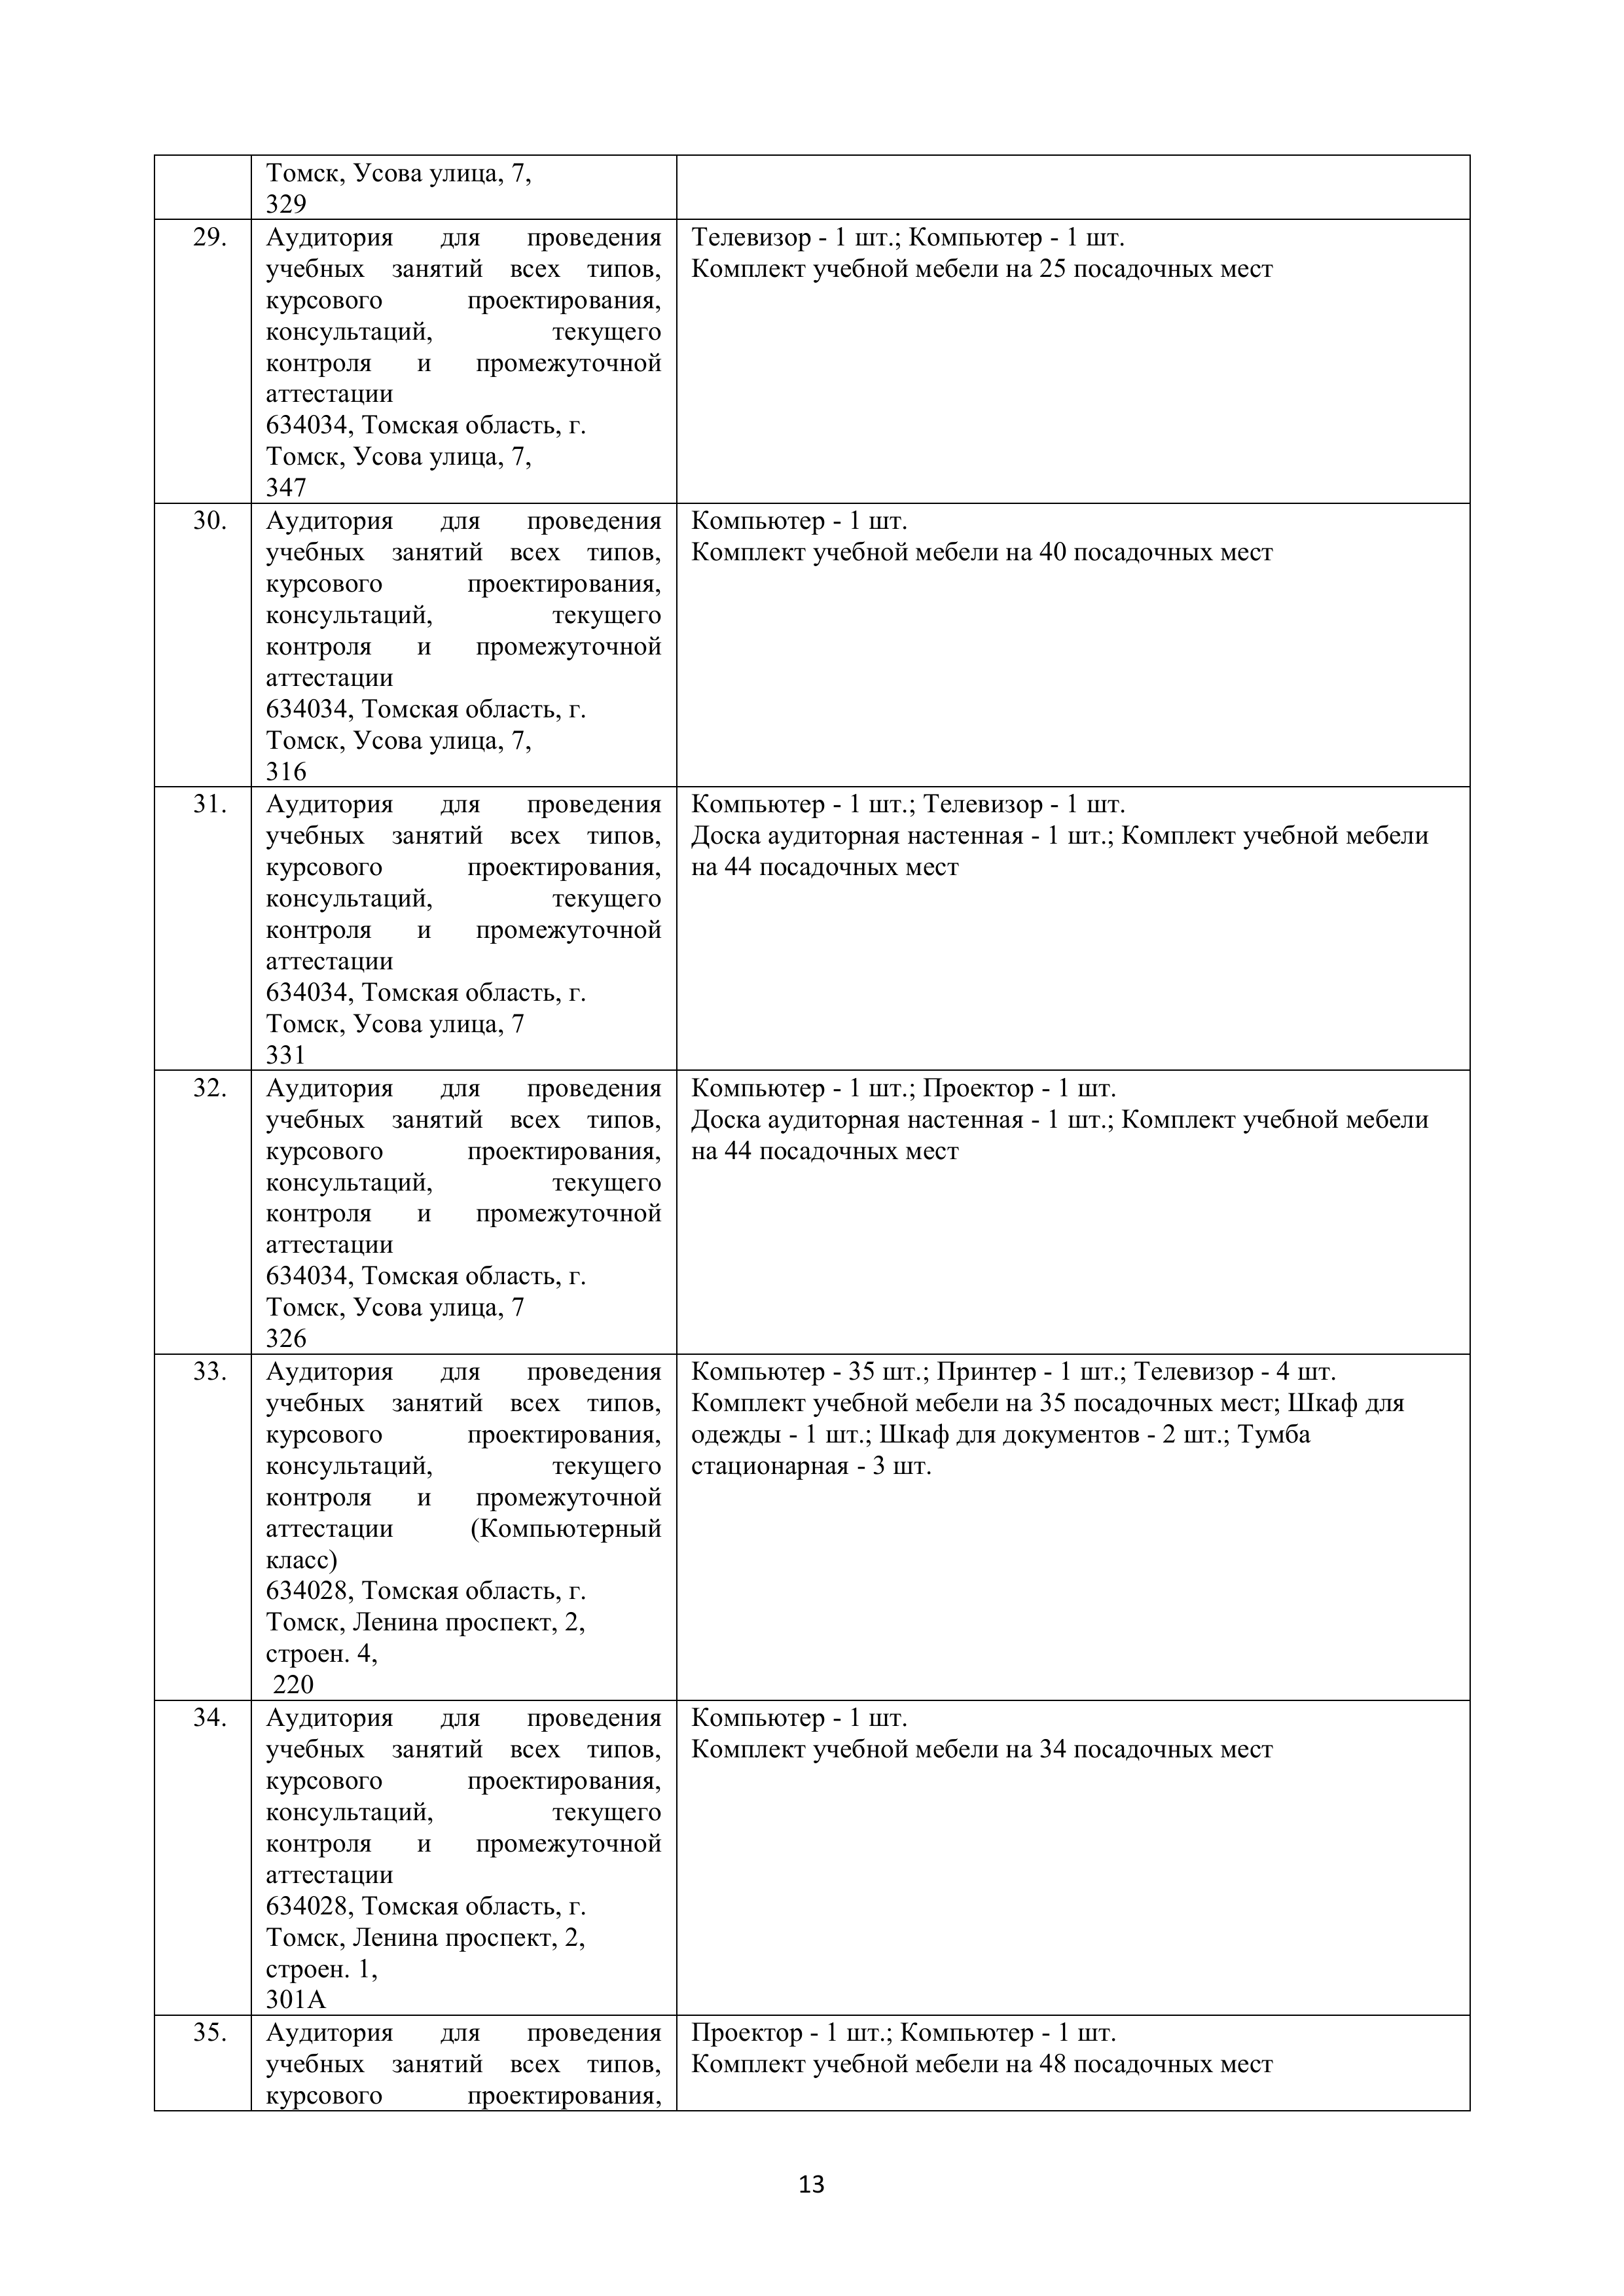 Томск, Усова улица, 7,
329
29. Аудитория для проведения Телевизор - 1 шт.; Компьютер - 1 шт.
учебных занятий всех типов, Комплект учебной мебели на 25 посадочных мест
курсового проектирования,
консультаций, текущего
контроля и промежуточной
аттестации
634034, Томская область, г.
Томск, Усова улица, 7,
347
30. Аудитория для проведения Компьютер - 1 шт.
учебных занятий всех типов, Комплект учебной мебели на 40 посадочных мест
курсового проектирования,
консультаций, текущего
контроля и промежуточной
аттестации
634034, Томская область, г.
Томск, Усова улица, 7,
316
31. Аудитория для проведения Компьютер - 1 шт.; Телевизор - 1 шт.
учебных занятий всех типов, Доска аудиторная настенная - 1 шт.; Комплект учебной мебели
курсового проектирования, на 44 посадочных мест
консультаций, текущего
контроля и промежуточной
аттестации
634034, Томская область, г.
Томск, Усова улица, 7
331
32. Аудитория для проведения Компьютер - 1 шт.; Проектор - 1 шт.
учебных занятий всех типов, Доска аудиторная настенная - 1 шт.; Комплект учебной мебели
курсового проектирования, на 44 посадочных мест
консультаций, текущего
контроля и промежуточной
аттестации
634034, Томская область, г.
Томск, Усова улица, 7
326
33. Аудитория для проведения Компьютер - 35 шт.; Принтер - 1 шт.; Телевизор - 4 шт.
учебных занятий всех типов, Комплект учебной мебели на 35 посадочных мест; Шкаф для
курсового проектирования, одежды - 1 шт.; Шкаф для документов - 2 шт.; Тумба
консультаций, текущего стационарная - 3 шт.
контроля и промежуточной
аттестации (Компьютерный
класс)
634028, Томская область, г.
Томск, Ленина проспект, 2,
строен. 4,
220
34. Аудитория для проведения Компьютер - 1 шт.
учебных занятий всех типов, Комплект учебной мебели на 34 посадочных мест
курсового проектирования,
консультаций, текущего
контроля и промежуточной
аттестации
634028, Томская область, г.
Томск, Ленина проспект, 2,
строен. 1,
301А
35. Аудитория для проведения Проектор - 1 шт.; Компьютер - 1 шт.
учебных занятий всех типов, Комплект учебной мебели на 48 посадочных мест
курсового проектирования,
13